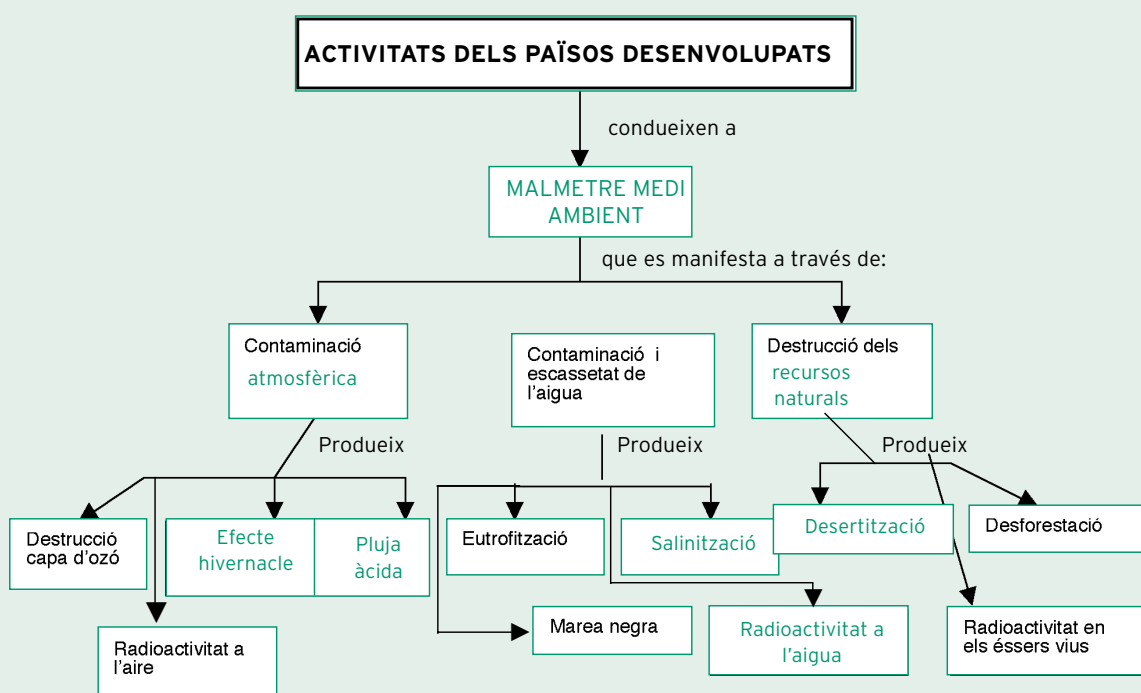 ACTIVITATS DELS PAÏSOS DESENVOLUPATS
condueixen a
MALMETRE MEDI
AMBIENT
que es manifesta a través de:
Contaminació
atmosfèrica
Contaminació i
escassetat de
l'aigua
Destrucció dels
recursos
naturals
Produeix
Produeix
Produeix
Destrucció
capa d'ozó
Efecte
hivernacle
Pluja
àcida
Eutrofització
Salinització
Desertització
Desforestació
Radioactivitat a
l'aire
Marea negra
Radioactivitat a
l'aigua
Radioactivitat en
els éssers vius